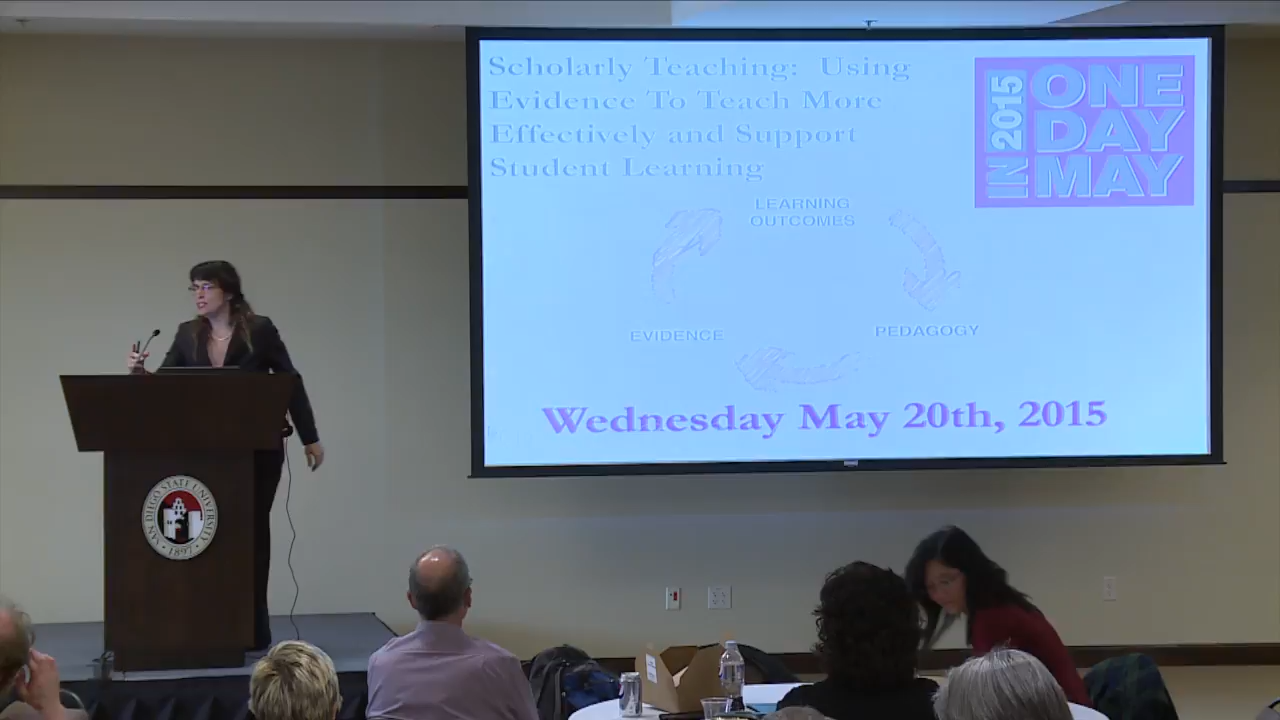 Scholarly Teaching: Using
Evidence To Teach More
Effectively and Support
Student Learning
IN 2015
ONE
DAY
MAY
LEARNING
OUTCOMES
EVIDENCE
PEDAGOGY
Wednesday May 20th, 2015
SAN DIEGO STATE UNIVERSITY
1897